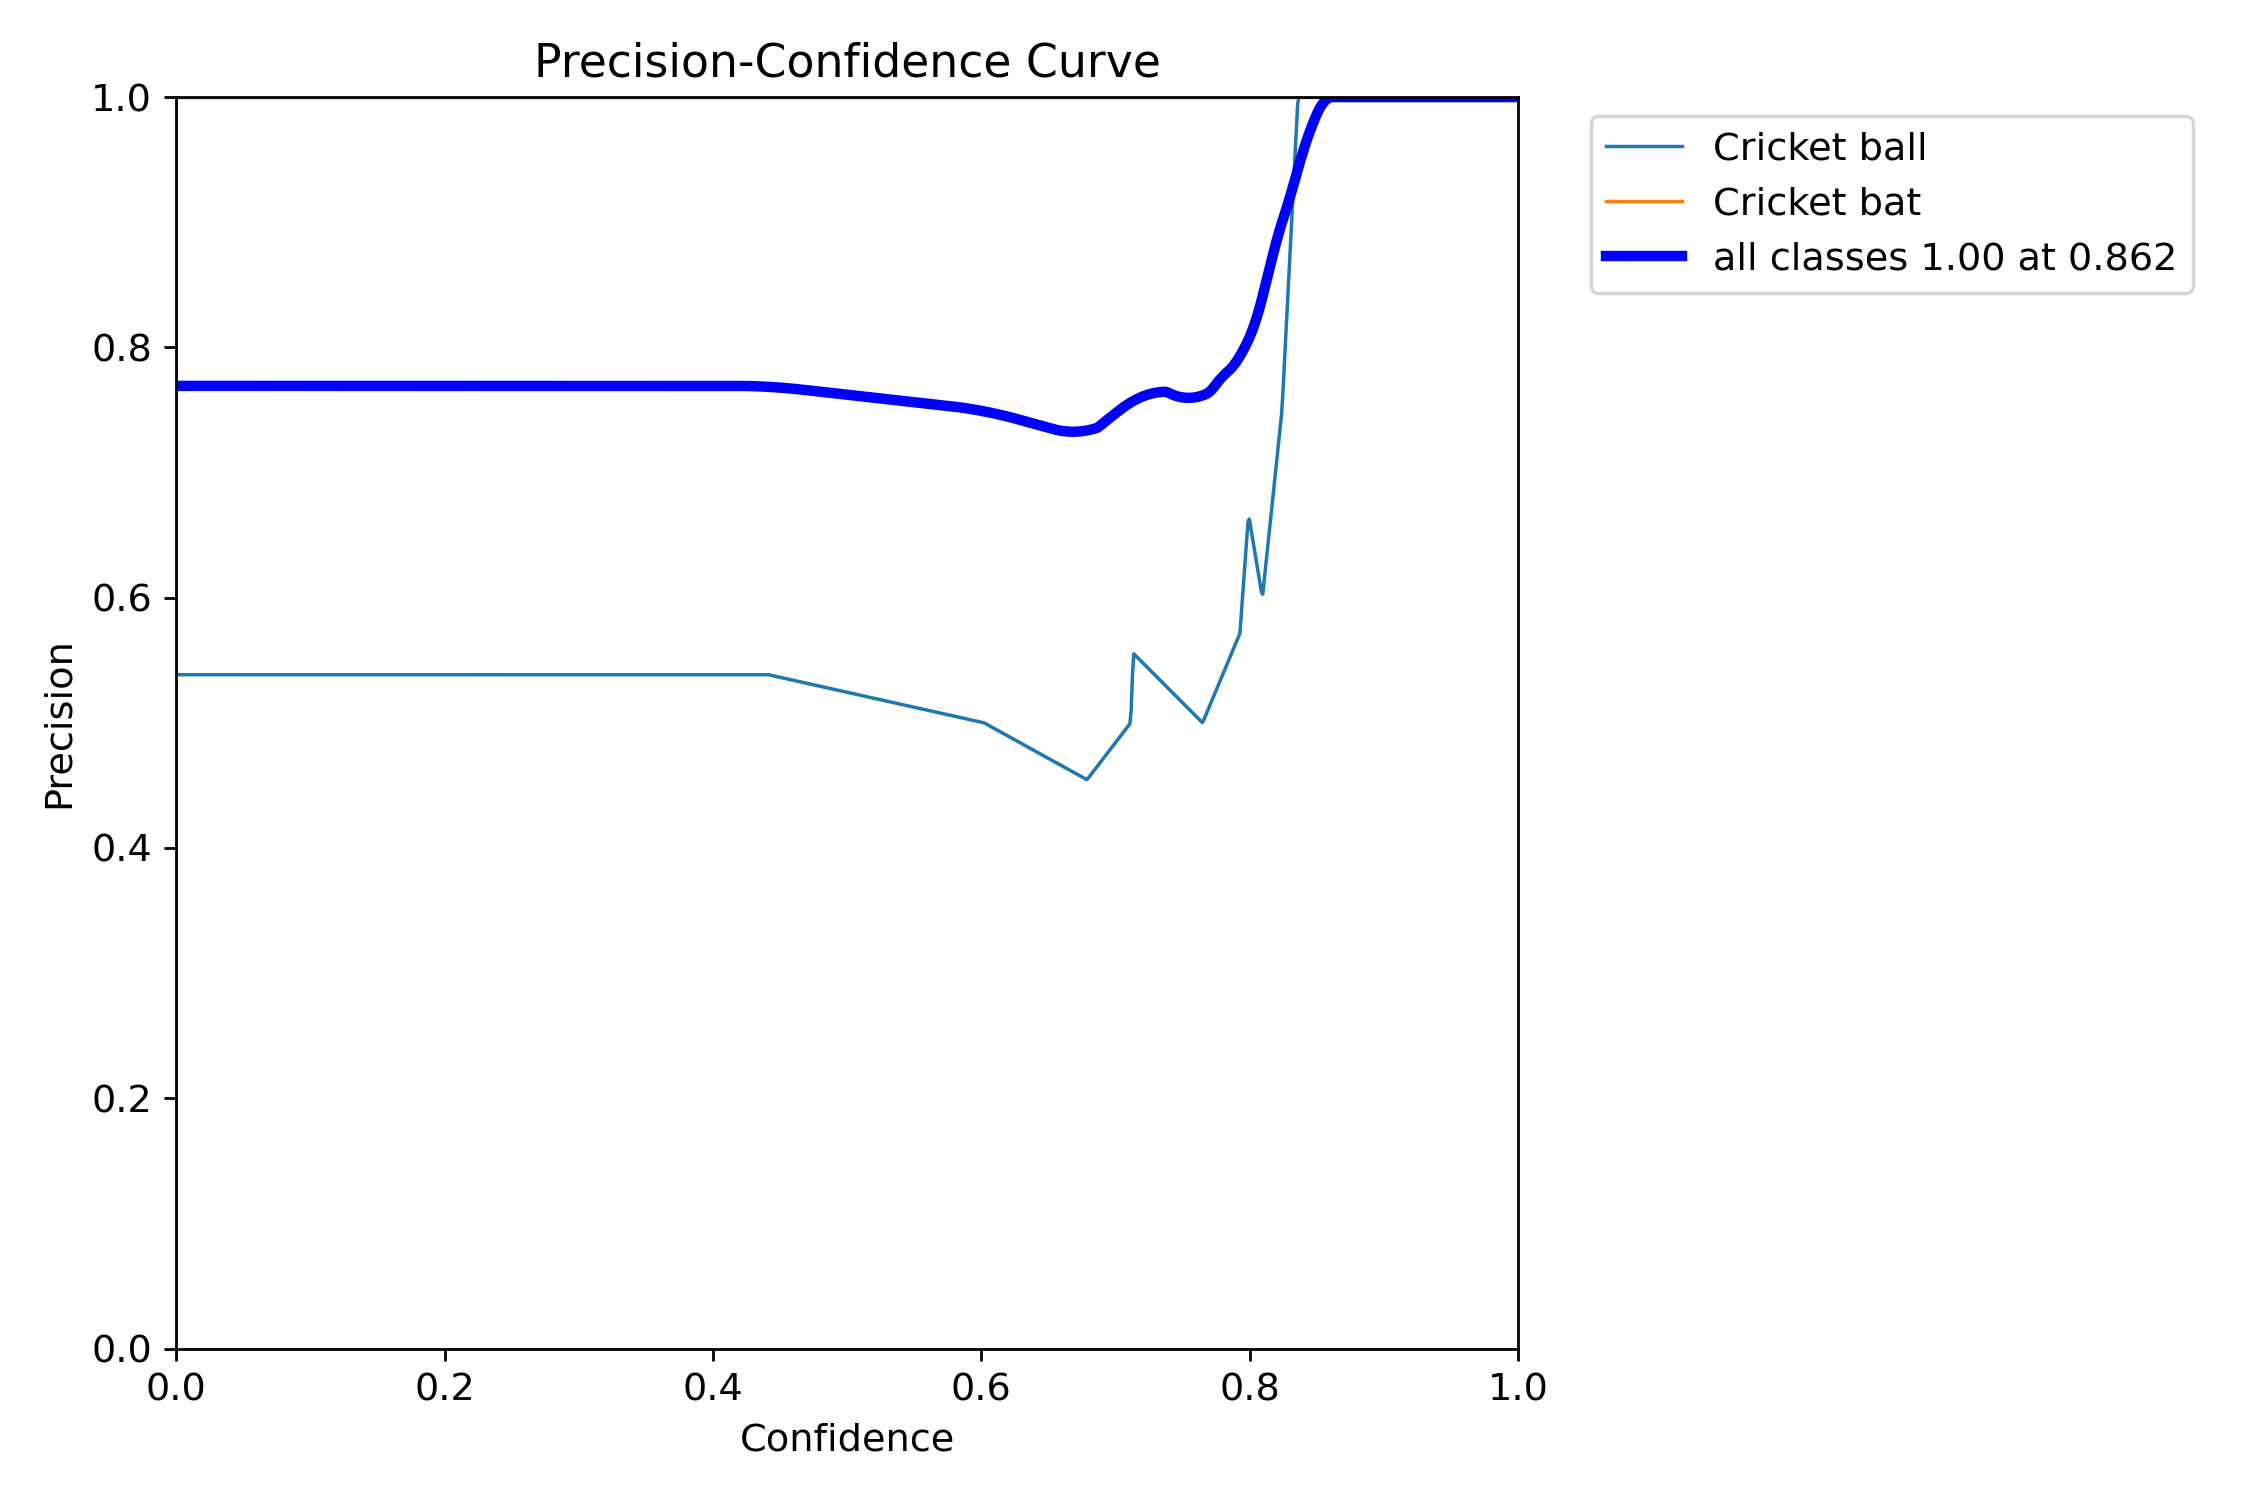 Precision-Confidence Curve
1.0
0.8
0.6
0.4
0.2
0.0
Precision
0.0 0.2 0.4 0.6 0.8 1.0
Confidence
Cricket ball
Cricket bat
all classes 1.00 at 0.862